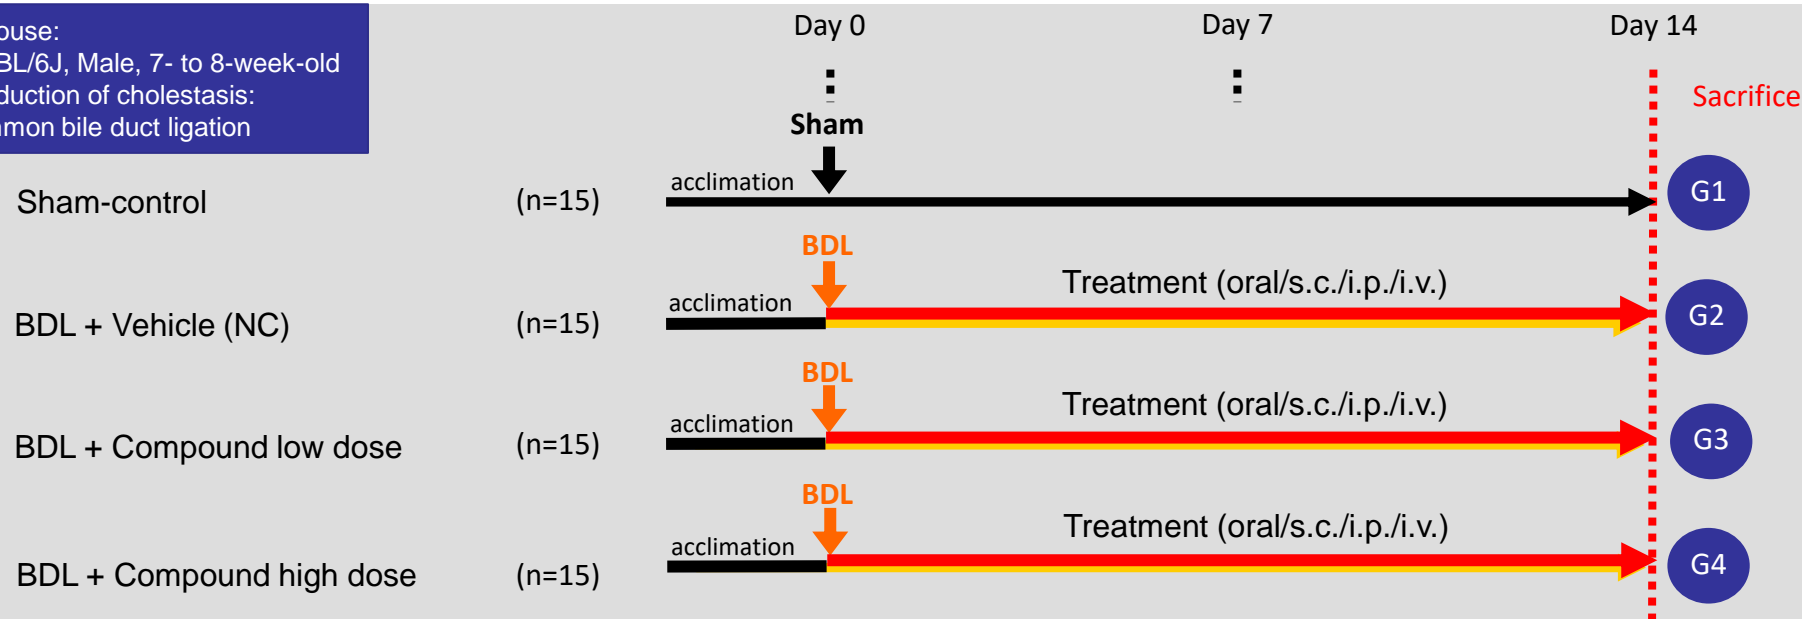 ouse:
BL/6J, Male, 7- to 8-week-old
duction of cholestasis:
mmon bile duct ligation
Day 0
Day 7
Day 14
Sacrifice
Sham
Sham-control (n=15) acclimation G1
BDL
BDL + Vehicle (NC) (n=15) acclimation Treatment (oral/s.c./i.p./i.v.) G2
BDL
BDL + Compound low dose (n=15) acclimation Treatment (oral/s.c./i.p./i.v.) G3
BDL
BDL + Compound high dose (n=15) acclimation Treatment (oral/s.c./i.p./i.v.) G4